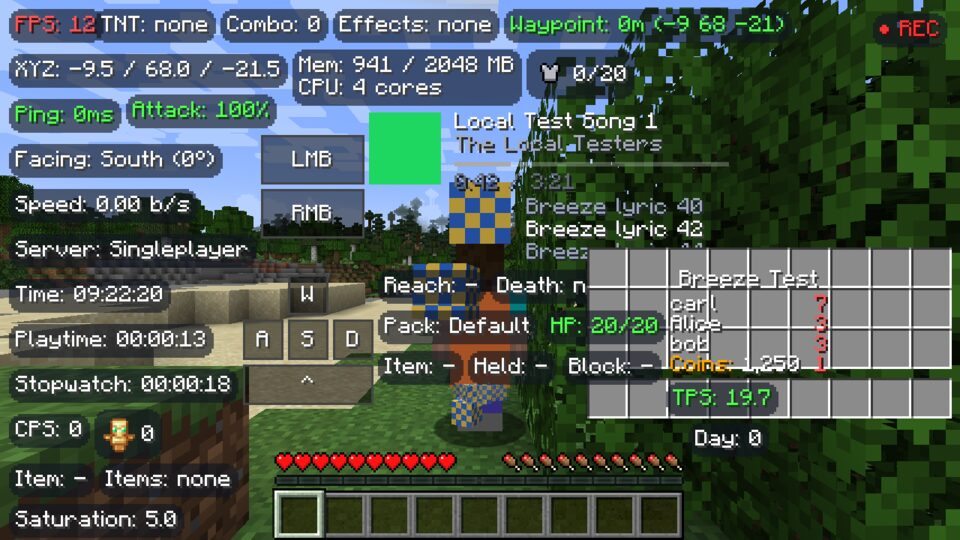 FPS: 12 TNT: none Combo: 0 Effects: none Waypoint: 0m (-9 68 -21) ● REC
XYZ: -9.5 / 68.0 / -21.5
Mem: 941 / 2048 MB
CPU: 4 cores
0/20
Ping: 0ms Attack: 100%
Local Test Song 1
The Local Testers
0:42 3:21
Facing: South (0°)
LMB
RMB
Breeze lyric 40
Breeze lyric 42
Breeze
Speed: 0.00 b/s
Server: Singleplayer
Reach: - Death: n
Time: 09:22:20
W
A S D
^
Breeze Test
carl 7
Alice 3
bob 3
Coins: 1,250 1
Pack: Default HP: 20/20
Playtime: 00:00:13
Item: - Held: - Block: -
Stopwatch: 00:00:18
TPS: 19.7
CPS: 0 0
Day: 0
Item: - Items: none
Saturation: 5.0